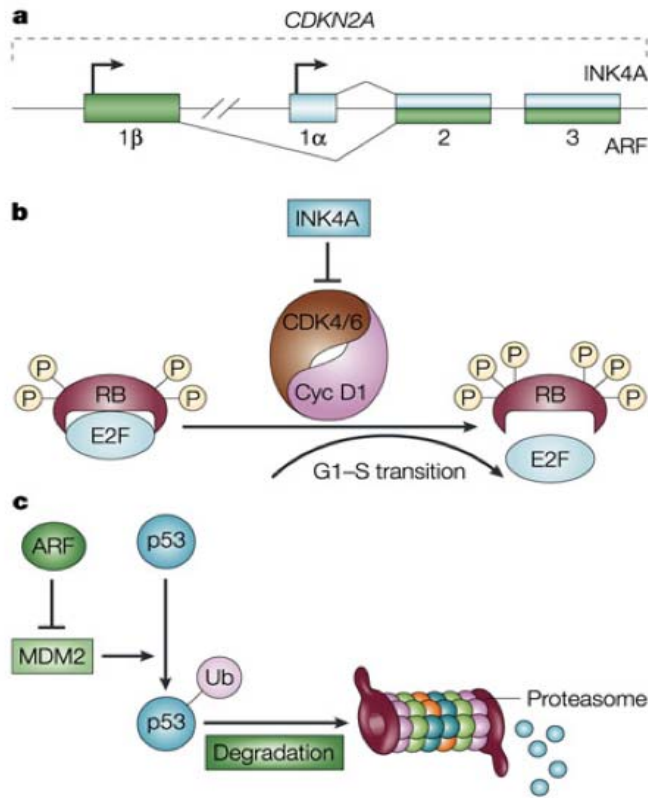 a
CDKN2A
INK4A
1β
1α
2
3
ARF
b
INK4A
CDK4/6
Cyc D1
P
P
P
P
RB
E2F
P
P
P
P
P
P
RB
E2F
G1–S transition
c
ARF
p53
MDM2
Ub
p53
Degradation
Proteasome